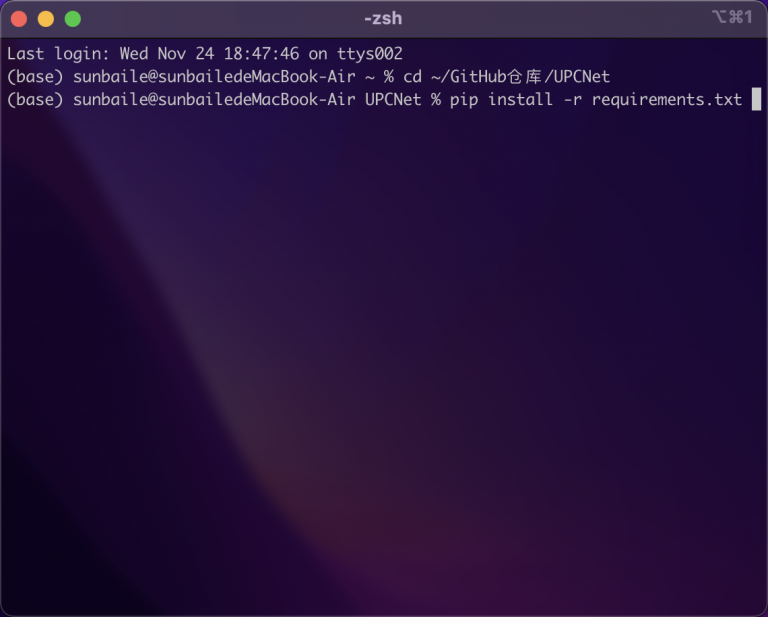 -zsh
⌥⌘1
Last login: Wed Nov 24 18:47:46 on ttys002
(base) sunbaile@sunbailedeMacBook-Air ~ % cd ~/GitHub仓库/UPCNet
(base) sunbaile@sunbailedeMacBook-Air UPCNet % pip install -r requirements.txt